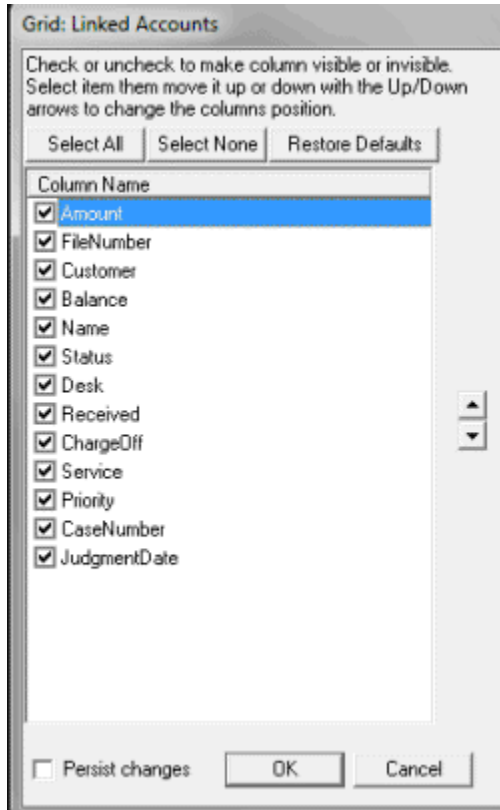 Grid: Linked Accounts
Check or uncheck to make column visible or invisible.
Select item them move it up or down with the Up/Down
arrows to change the columns position.
Select All Select None Restore Defaults
Column Name
Amount
FileNumber
Customer
Balance
Name
Status
Desk
Received
ChargeOff
Service
Priority
CaseNumber
JudgmentDate
Persist changes OK Cancel